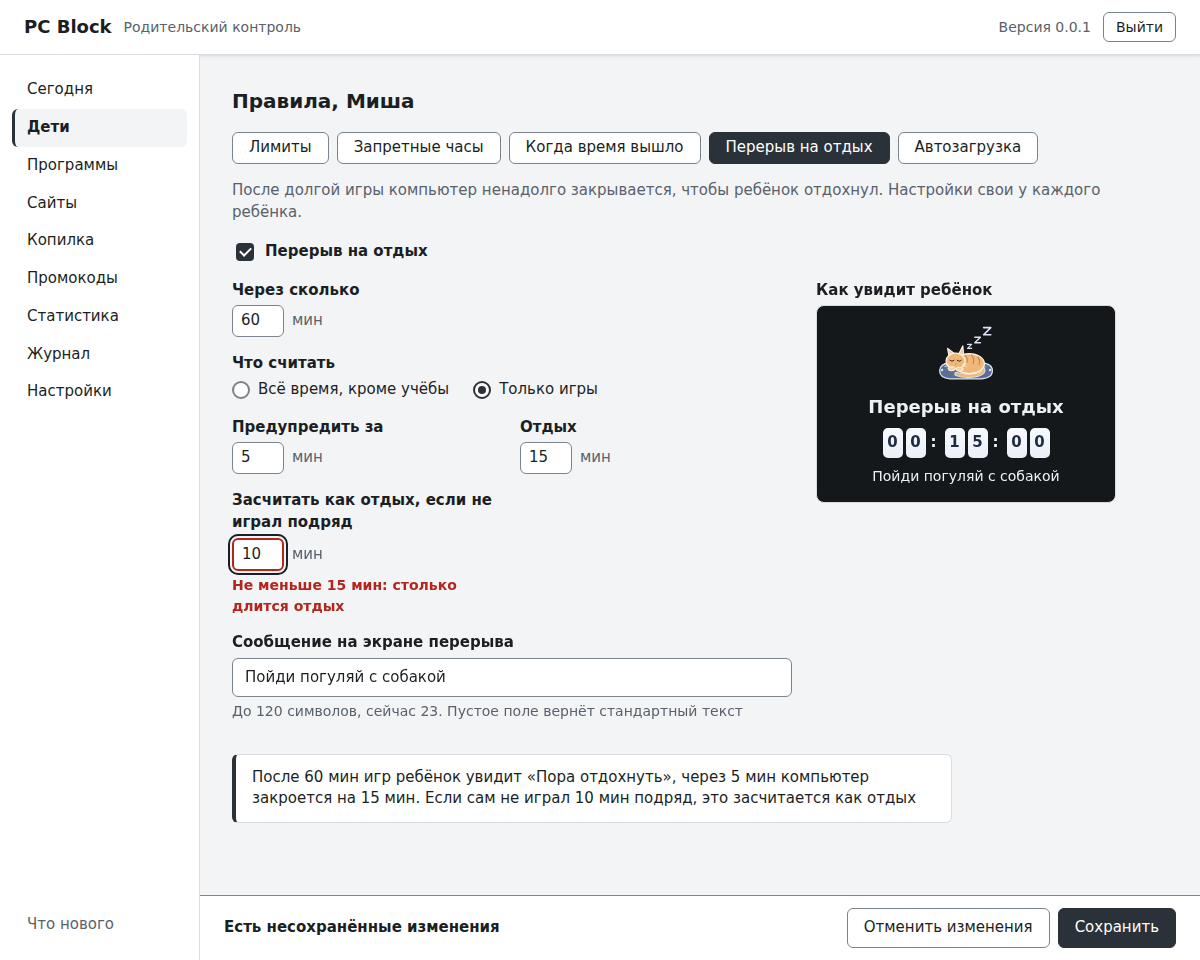 PC Block Родительский контроль
Версия 0.0.1 Выйти
Сегодня
Дети
Программы
Сайты
Копилка
Промокоды
Статистика
Журнал
Настройки
Что нового
Правила, Миша
Лимиты Запретные часы Когда время вышло Перерыв на отдых Автозагрузка
После долгой игры компьютер ненадолго закрывается, чтобы ребёнок отдохнул. Настройки свои у каждого
ребёнка.
Перерыв на отдых
Через сколько
60 мин
Что считать
Всё время, кроме учёбы Только игры
Предупредить за Отдых
5 мин 15 мин
Засчитать как отдых, если не
играл подряд
10 мин
Не меньше 15 мин: столько
длится отдых
Сообщение на экране перерыва
Пойди погуляй с собакой
До 120 символов, сейчас 23. Пустое поле вернёт стандартный текст
Как увидит ребёнок
z z z
Перерыв на отдых
00:15:00
Пойди погуляй с собакой
После 60 мин игр ребёнок увидит «Пора отдохнуть», через 5 мин компьютер
закроется на 15 мин. Если сам не играл 10 мин подряд, это засчитается как отдых
Есть несохранённые изменения
Отменить изменения Сохранить